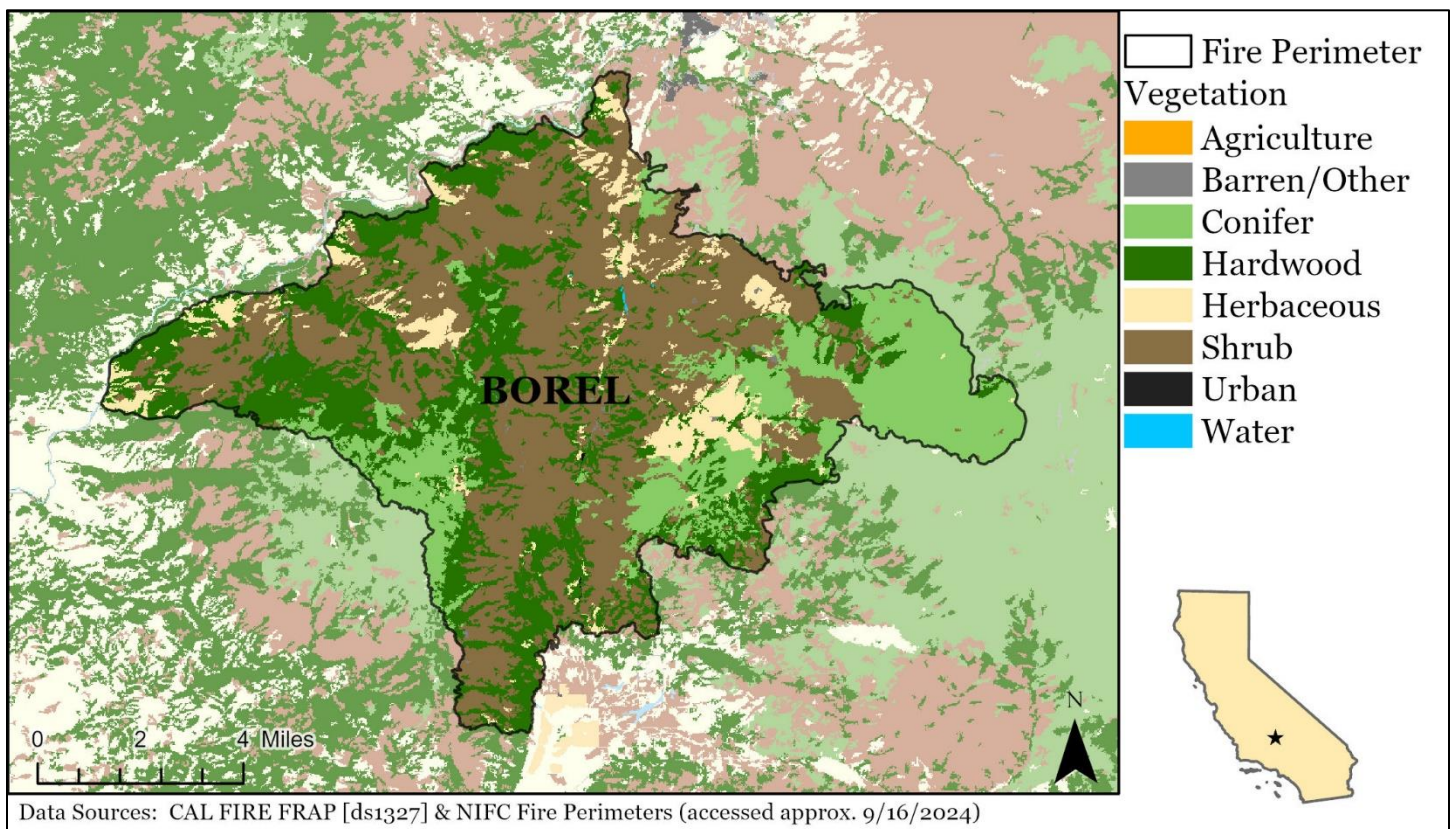 Fire Perimeter
Vegetation
Agriculture
Barren/Other
Conifer
Hardwood
Herbaceous
Shrub
Urban
Water
BOREL
N
0 2 4 Miles
Data Sources: CAL FIRE FRAP [ds1327] & NIFC Fire Perimeters (accessed approx. 9/16/2024)